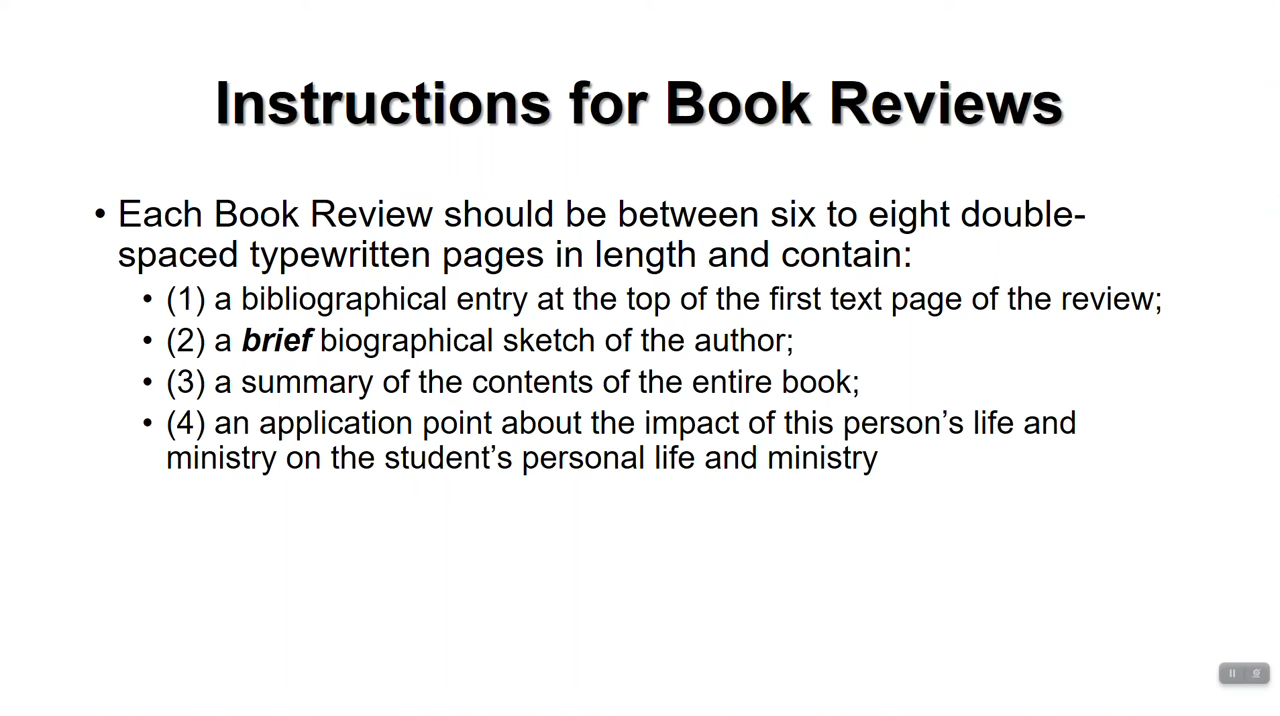 Instructions for Book Reviews
• Each Book Review should be between six to eight double-
spaced typewritten pages in length and contain:
• (1) a bibliographical entry at the top of the first text page of the review;
• (2) a brief biographical sketch of the author;
• (3) a summary of the contents of the entire book;
• (4) an application point about the impact of this person’s life and
ministry on the student’s personal life and ministry